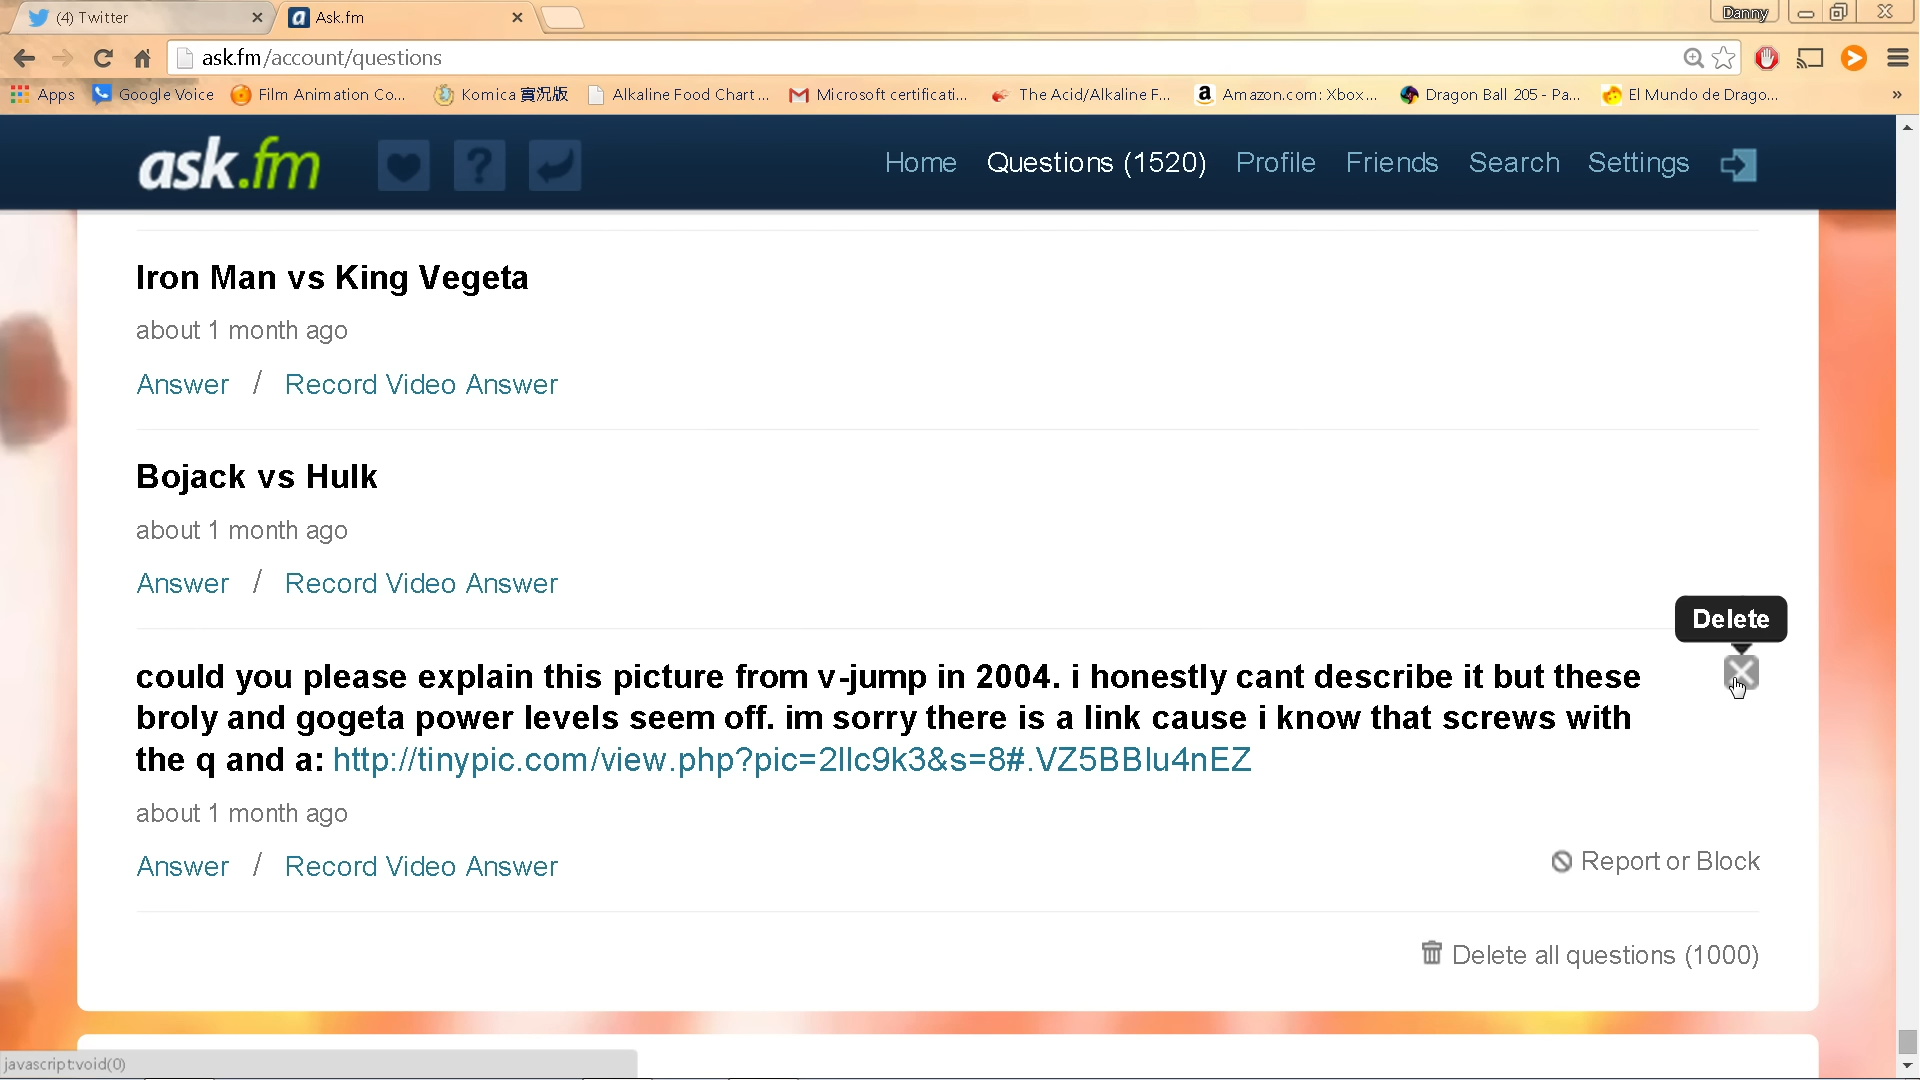 (4) Twitter
Ask.fm
Danny
ask.fm/account/questions
Apps
Google Voice
Film Animation Co...
Komica 實況版
Alkaline Food Chart ...
Microsoft certificati...
The Acid/Alkaline F...
Amazon.com: Xbox...
Dragon Ball 205 - Pa...
El Mundo de Drago...
»
ask.fm
Home
Questions (1520)
Profile
Friends
Search
Settings
Iron Man vs King Vegeta
about 1 month ago
Answer / Record Video Answer
Bojack vs Hulk
about 1 month ago
Answer / Record Video Answer
Delete
could you please explain this picture from v-jump in 2004. i honestly cant describe it but these
broly and gogeta power levels seem off. im sorry there is a link cause i know that screws with
the q and a: http://tinypic.com/view.php?pic=2llc9k3&s=8#.VZ5BBlu4nEZ
about 1 month ago
Answer / Record Video Answer
Report or Block
Delete all questions (1000)
javascript:void(0)